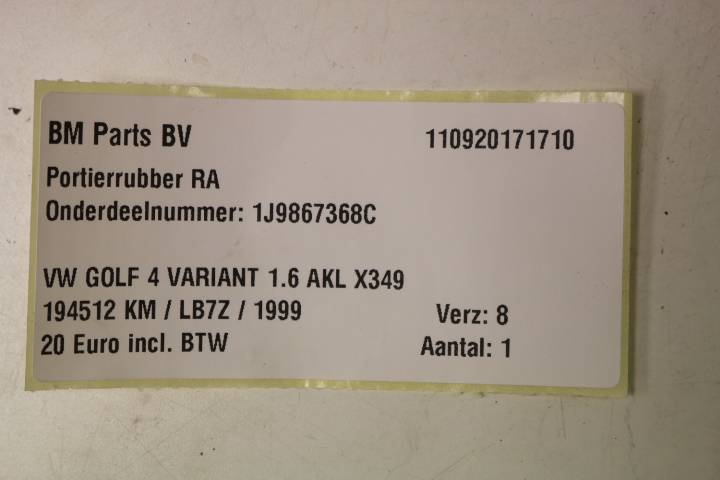 BM Parts BV 110920171710
Portierrubber RA
Onderdeelnummer: 1J9867368C
VW GOLF 4 VARIANT 1.6 AKL X349
194512 KM / LB7Z / 1999 Verz: 8
20 Euro incl. BTW Aantal: 1